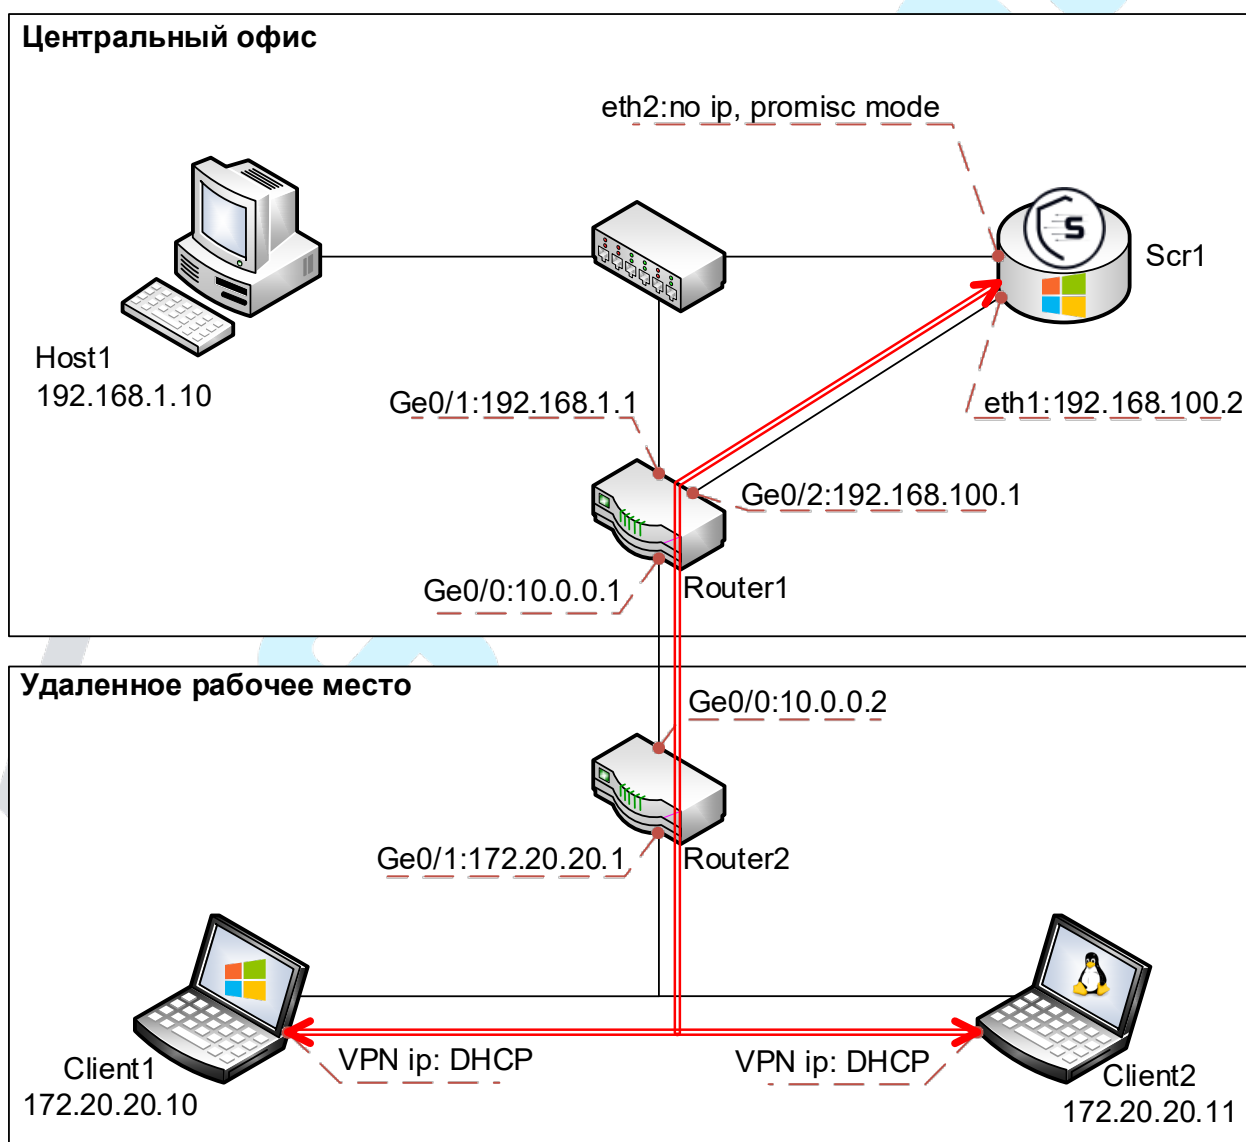 Центральный офис
eth2:no ip, promisc mode
Scr1
Host1
192.168.1.10
Ge0/1:192.168.1.1
eth1:192.168.100.2
Ge0/2:192.168.100.1
Ge0/0:10.0.0.1
Router1
Удаленное рабочее место
Ge0/0:10.0.0.2
Ge0/1:172.20.20.1
Router2
VPN ip: DHCP
VPN ip: DHCP
Client1
172.20.20.10
Client2
172.20.20.11